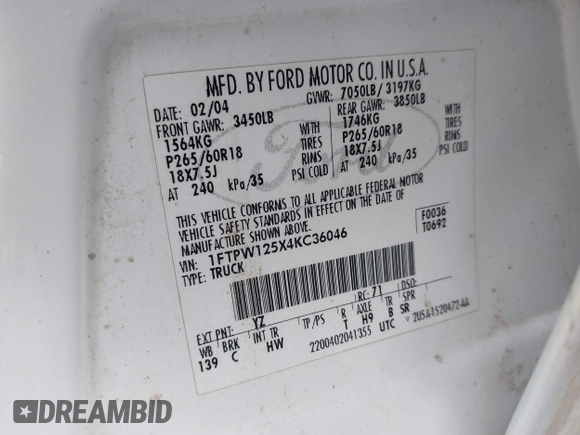 MFD. BY FORD MOTOR CO. IN U.S.A.
DATE: 02/04 GVWR: 7050LB/ 3197KG
FRONT GAWR: 3450LB REAR GAWR: 3850LB
1564KG WITH 1746KG WITH
P265/60R18 TIRES P265/60R18 TIRES
18X7.5J RIMS 18X7.5J RIMS
AT 240 kPa/35 PSI COLD AT 240 kPa/35 PSI COLD
Ford
THIS VEHICLE CONFORMS TO ALL APPLICABLE FEDERAL MOTOR
VEHICLE SAFETY STANDARDS IN EFFECT ON THE DATE OF
MANUFACTURE SHOWN ABOVE.
VIN: 1FTPW125X4KC36046 F0036
TYPE: TRUCK T0692
EXT PNT: YZ RC: 71 DSO:
WB BRK INT TR TP/PS R AXLE TR SPR
139 C HW T H9 B SR
2200402041355 UTC 2U5A-1520472-AA
DREAMBID